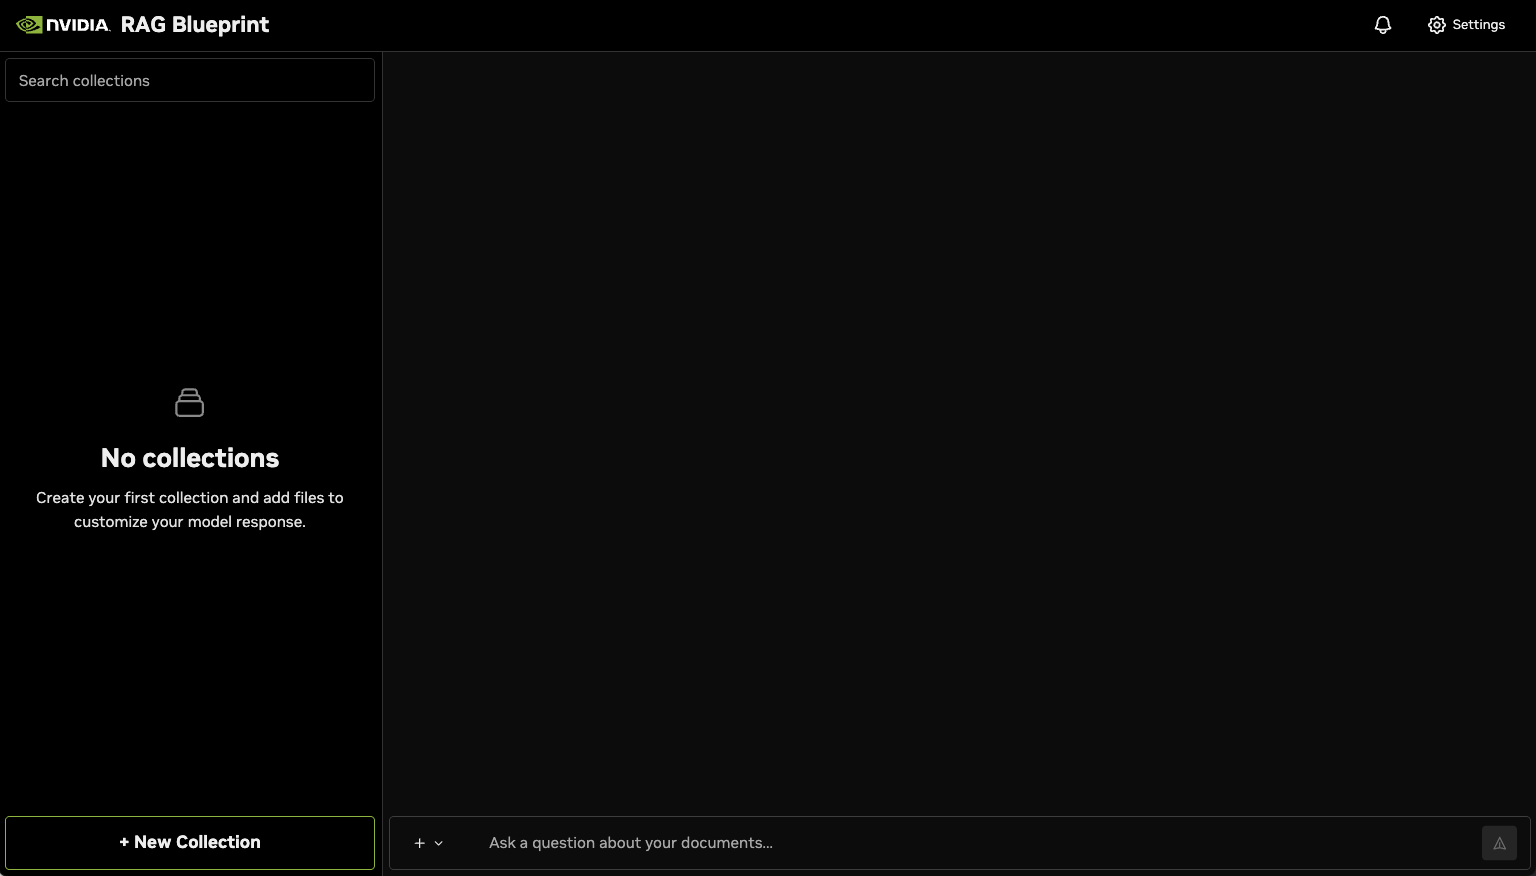 NVIDIA. RAG Blueprint
Settings
Search collections
No collections
Create your first collection and add files to
customize your model response.
+ New Collection
Ask a question about your documents...